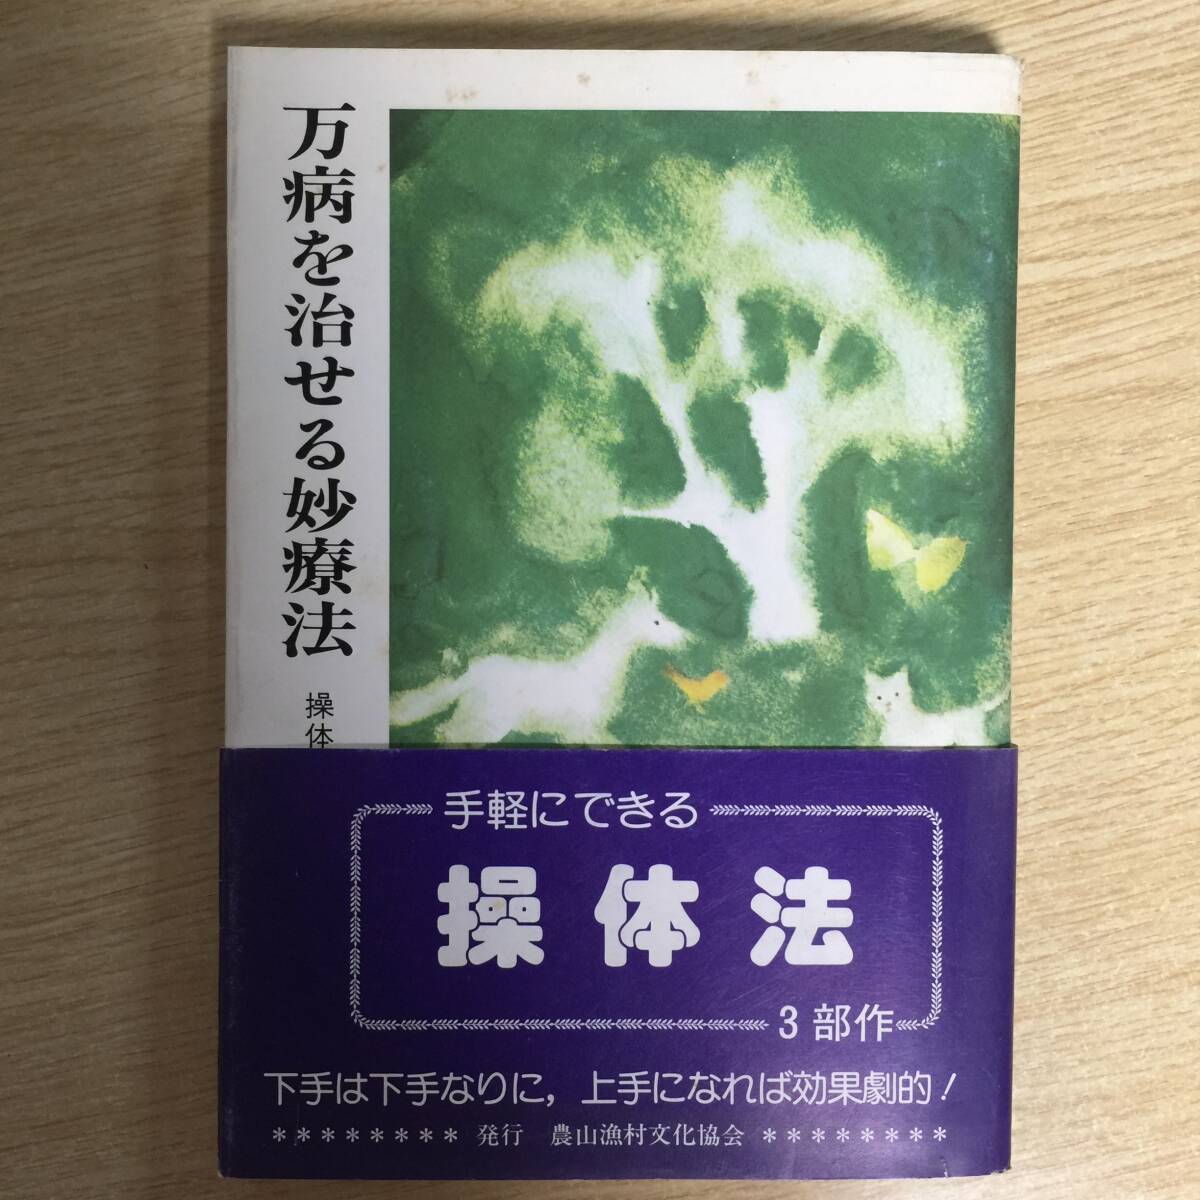 万病を治せる妙療法
操体
手軽にできる
操体法
3部作
下手は下手なりに，上手になれば効果劇的！
********発行 農山漁村文化協会********